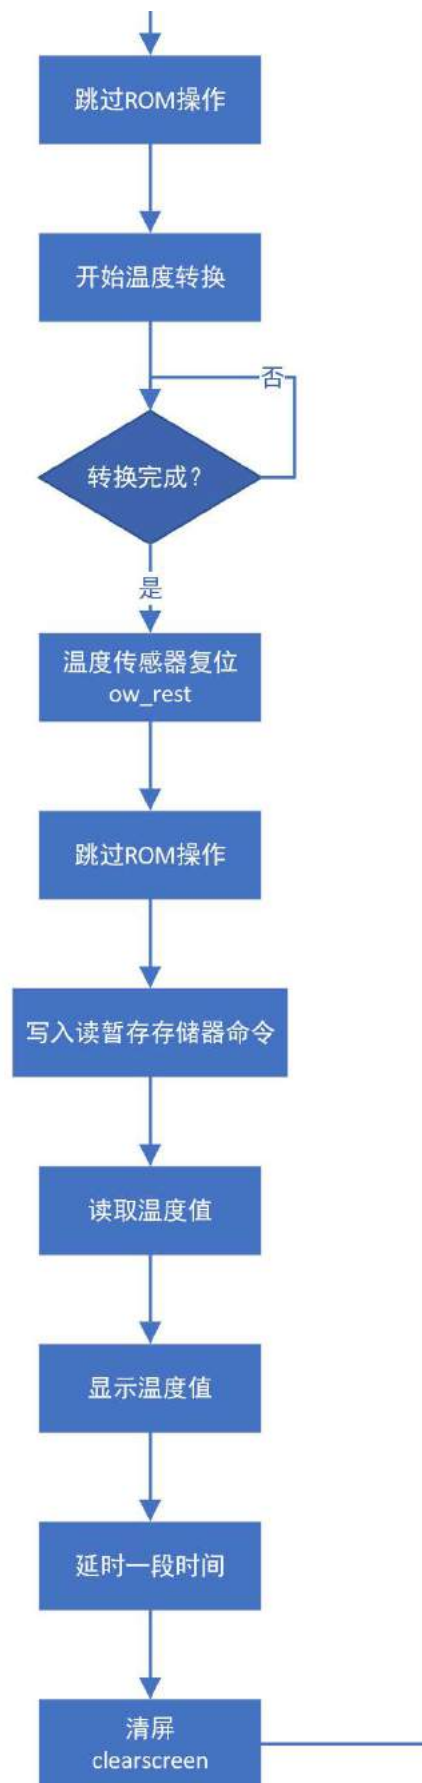 跳过ROM操作
开始温度转换
否
转换完成？
是
温度传感器复位
ow_rest
跳过ROM操作
写入读暂存存储器命令
读取温度值
显示温度值
延时一段时间
清屏
clearscreen